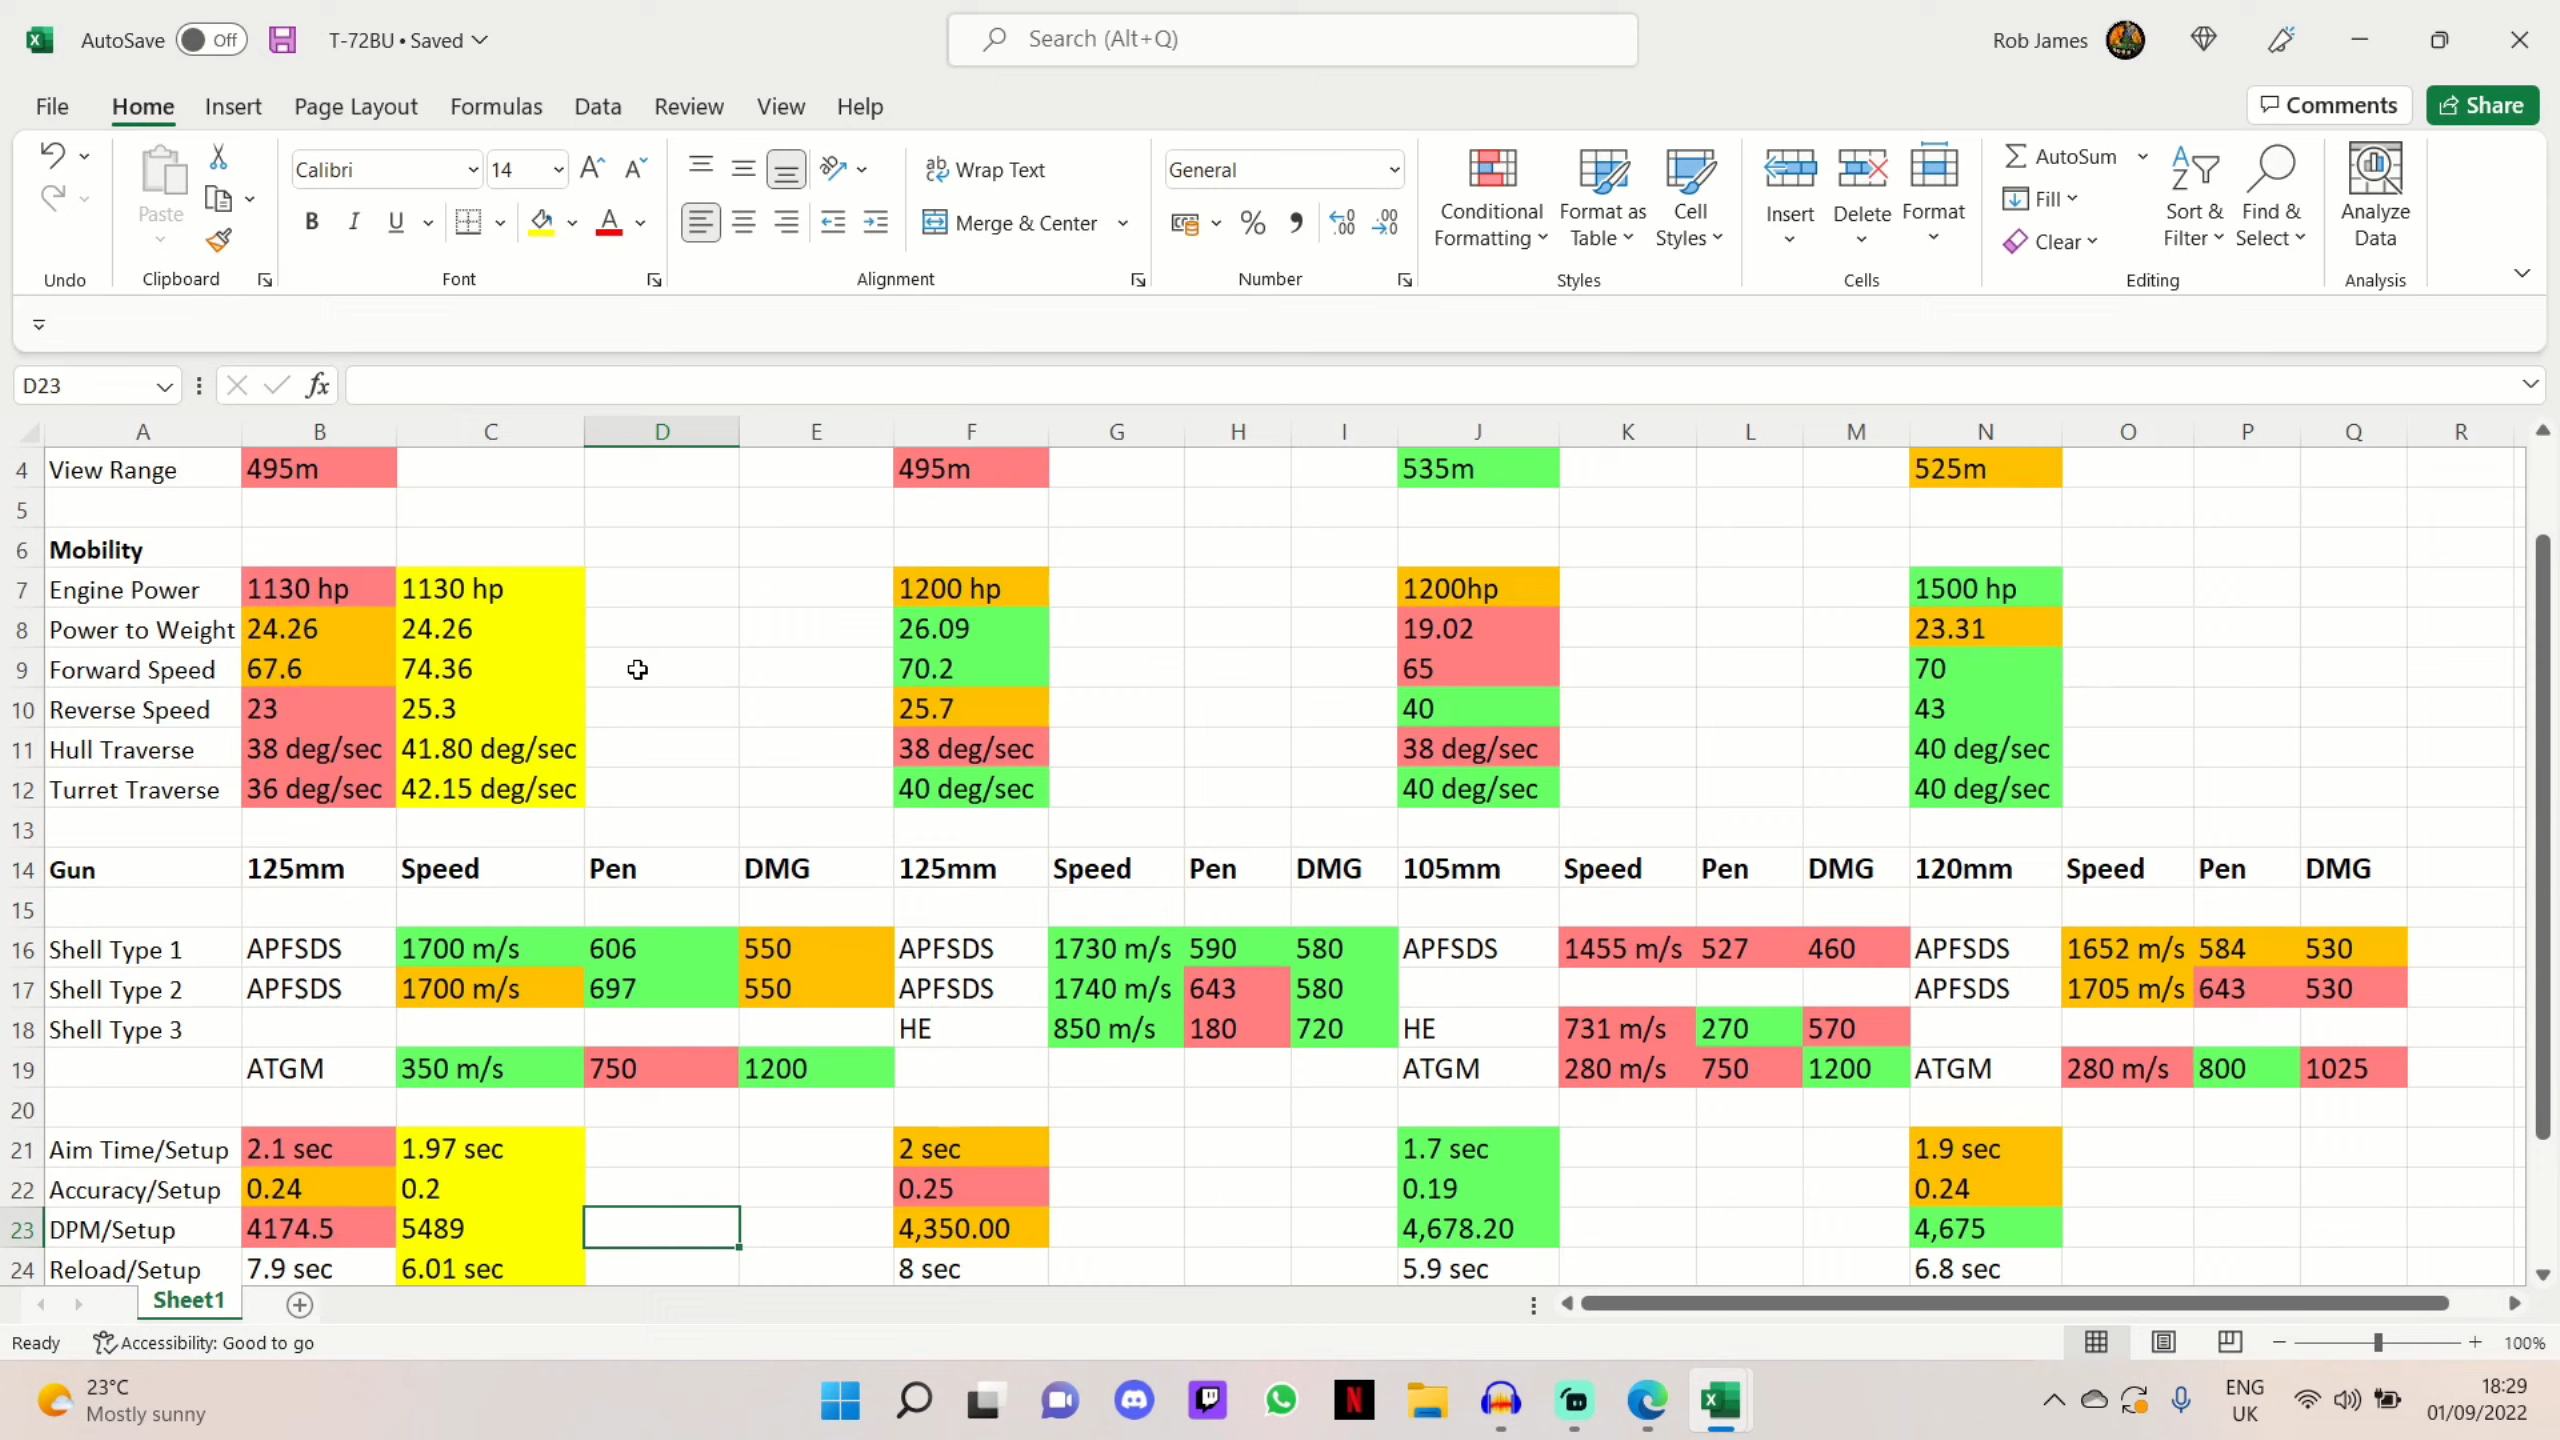 AutoSave Off T-72BU • Saved Search (Alt+Q) Rob James
File Home Insert Page Layout Formulas Data Review View Help Comments Share
Paste Calibri 14 B I U A Wrap Text Merge & Center General % Conditional Formatting Format as Table Cell Styles Insert Delete Format AutoSum Fill Clear Sort & Filter Find & Select Analyze Data
Undo Clipboard Font Alignment Number Styles Cells Editing Analysis
D23 fx
A B C D E F G H I J K L M N O P Q R
4 View Range 495m 495m 535m 525m
5
6 Mobility
7 Engine Power 1130 hp 1130 hp 1200 hp 1200hp 1500 hp
8 Power to Weight 24.26 24.26 26.09 19.02 23.31
9 Forward Speed 67.6 74.36 70.2 65 70
10 Reverse Speed 23 25.3 25.7 40 43
11 Hull Traverse 38 deg/sec 41.80 deg/sec 38 deg/sec 38 deg/sec 40 deg/sec
12 Turret Traverse 36 deg/sec 42.15 deg/sec 40 deg/sec 40 deg/sec 40 deg/sec
13
14 Gun 125mm Speed Pen DMG 125mm Speed Pen DMG 105mm Speed Pen DMG 120mm Speed Pen DMG
15
16 Shell Type 1 APFSDS 1700 m/s 606 550 APFSDS 1730 m/s 590 580 APFSDS 1455 m/s 527 460 APFSDS 1652 m/s 584 530
17 Shell Type 2 APFSDS 1700 m/s 697 550 APFSDS 1740 m/s 643 580 APFSDS 1705 m/s 643 530
18 Shell Type 3 HE 850 m/s 180 720 HE 731 m/s 270 570
19 ATGM 350 m/s 750 1200 ATGM 280 m/s 750 1200 ATGM 280 m/s 800 1025
20
21 Aim Time/Setup 2.1 sec 1.97 sec 2 sec 1.7 sec 1.9 sec
22 Accuracy/Setup 0.24 0.2 0.25 0.19 0.24
23 DPM/Setup 4174.5 5489 4,350.00 4,678.20 4,675
24 Reload/Setup 7.9 sec 6.01 sec 8 sec 5.9 sec 6.8 sec
Sheet1
Ready Accessibility: Good to go 100%
23°C ENG 18:29
Mostly sunny UK 01/09/2022